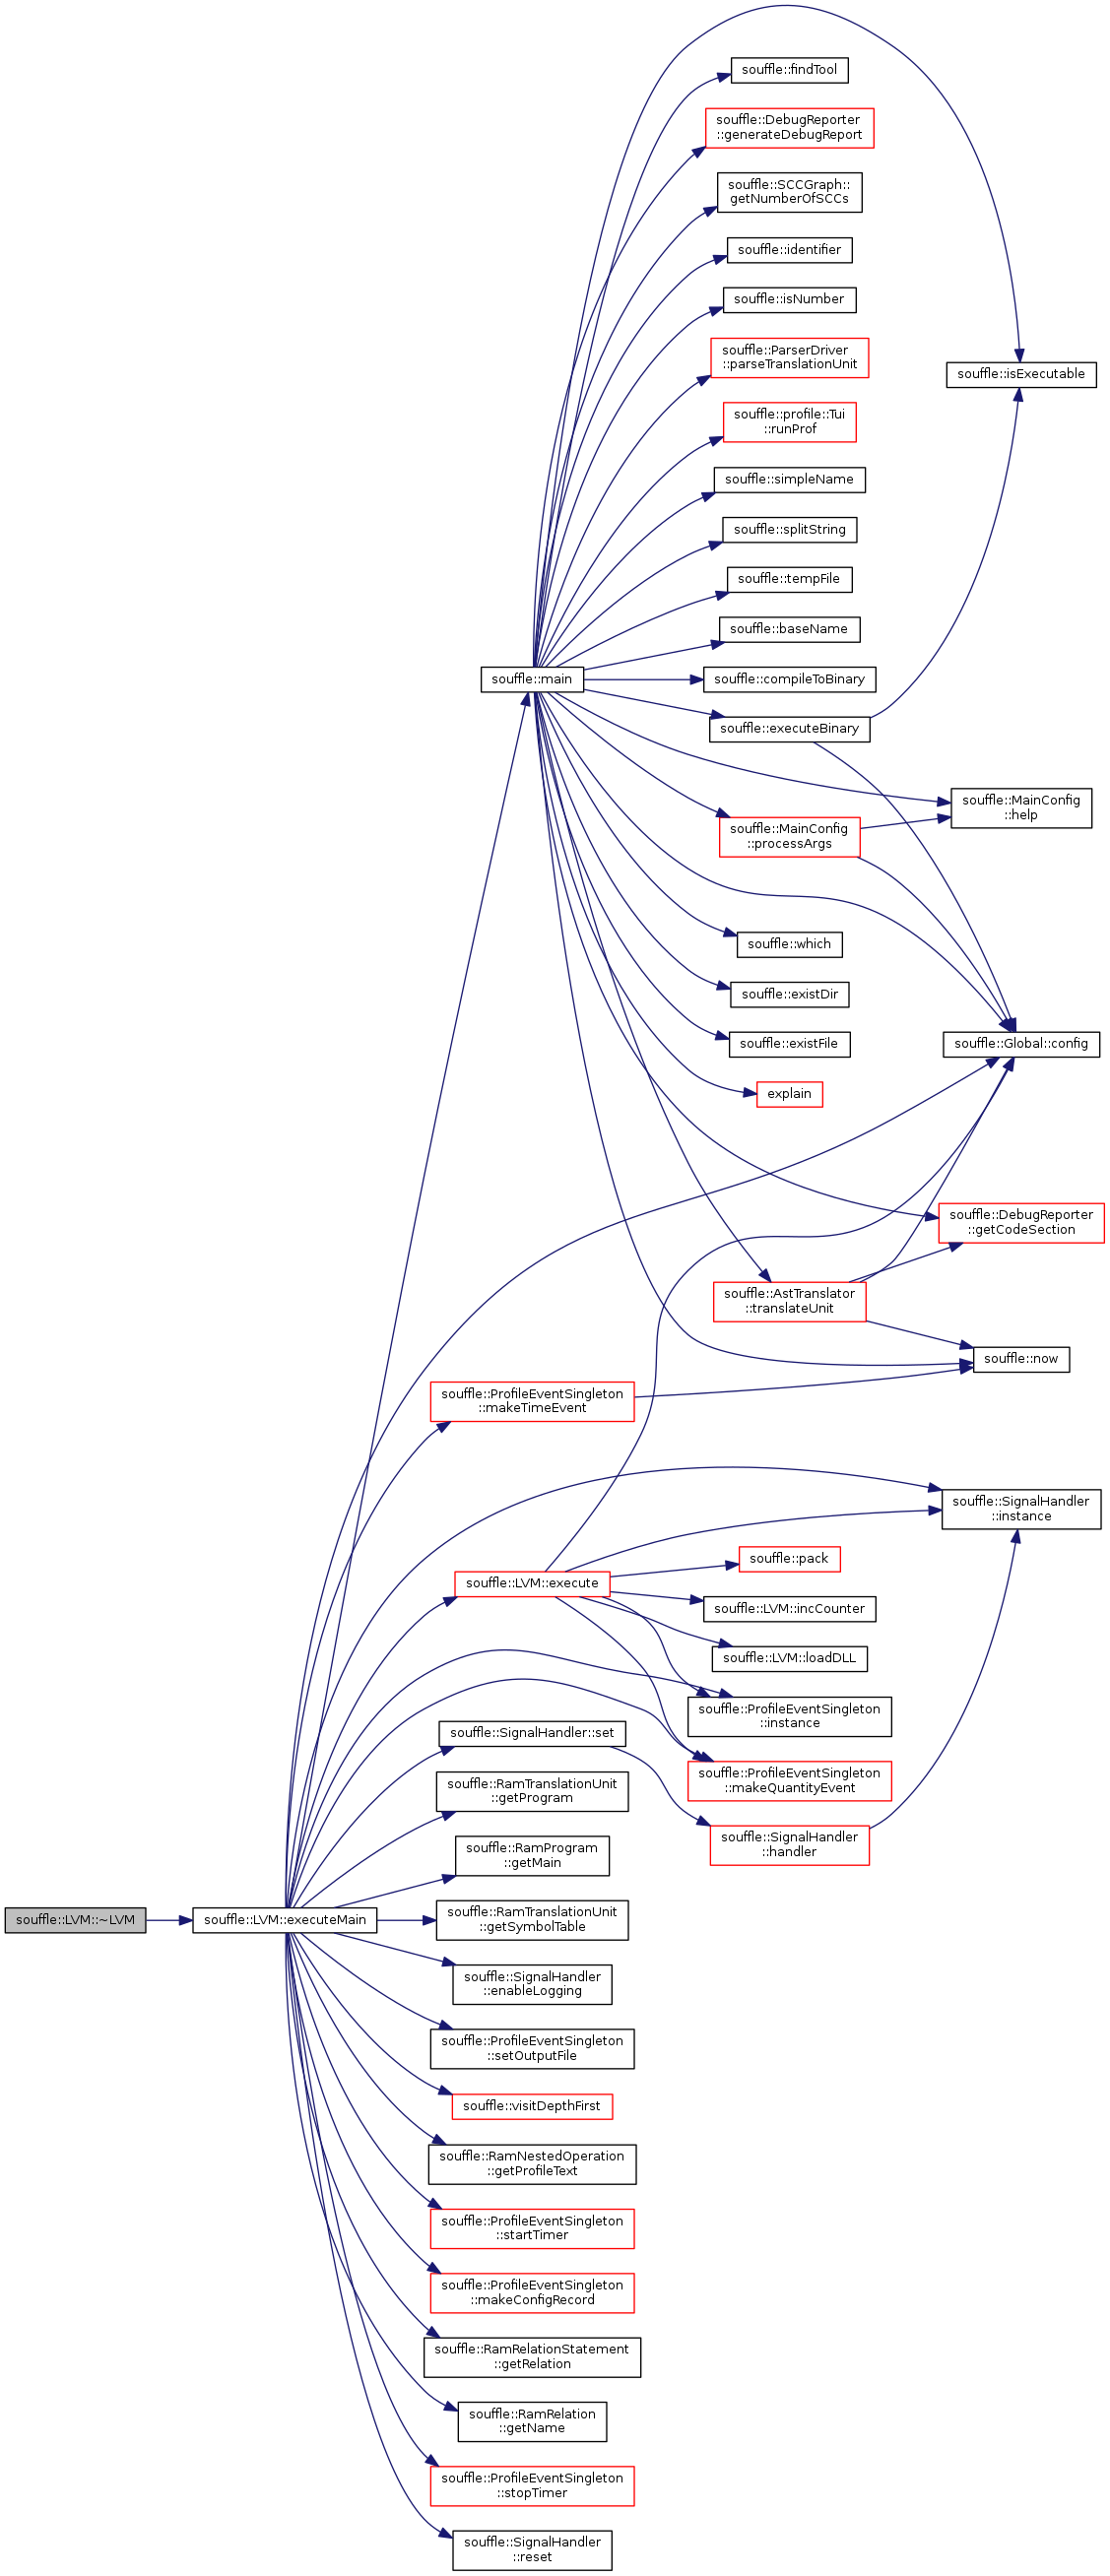 souffle::findTool
souffle::DebugReporter
::generateDebugReport
souffle::SCCGraph::
getNumberOfSCCs
souffle::identifier
souffle::isNumber
souffle::ParserDriver
::parseTranslationUnit
souffle::isExecutable
souffle::profile::Tui
::runProf
souffle::simpleName
souffle::splitString
souffle::tempFile
souffle::baseName
souffle::main
souffle::compileToBinary
souffle::executeBinary
souffle::MainConfig
::help
souffle::MainConfig
::processArgs
souffle::which
souffle::existDir
souffle::existFile
souffle::Global::config
explain
souffle::DebugReporter
::getCodeSection
souffle::AstTranslator
::translateUnit
souffle::now
souffle::ProfileEventSingleton
::makeTimeEvent
souffle::SignalHandler
::instance
souffle::pack
souffle::LVM::execute
souffle::LVM::incCounter
souffle::LVM::loadDLL
souffle::ProfileEventSingleton
::instance
souffle::SignalHandler::set
souffle::ProfileEventSingleton
::makeQuantityEvent
souffle::RamTranslationUnit
::getProgram
souffle::SignalHandler
::handler
souffle::RamProgram
::getMain
souffle::LVM::~LVM
souffle::LVM::executeMain
souffle::RamTranslationUnit
::getSymbolTable
souffle::SignalHandler
::enableLogging
souffle::ProfileEventSingleton
::setOutputFile
souffle::visitDepthFirst
souffle::RamNestedOperation
::getProfileText
souffle::ProfileEventSingleton
::startTimer
souffle::ProfileEventSingleton
::makeConfigRecord
souffle::RamRelationStatement
::getRelation
souffle::RamRelation
::getName
souffle::ProfileEventSingleton
::stopTimer
souffle::SignalHandler
::reset